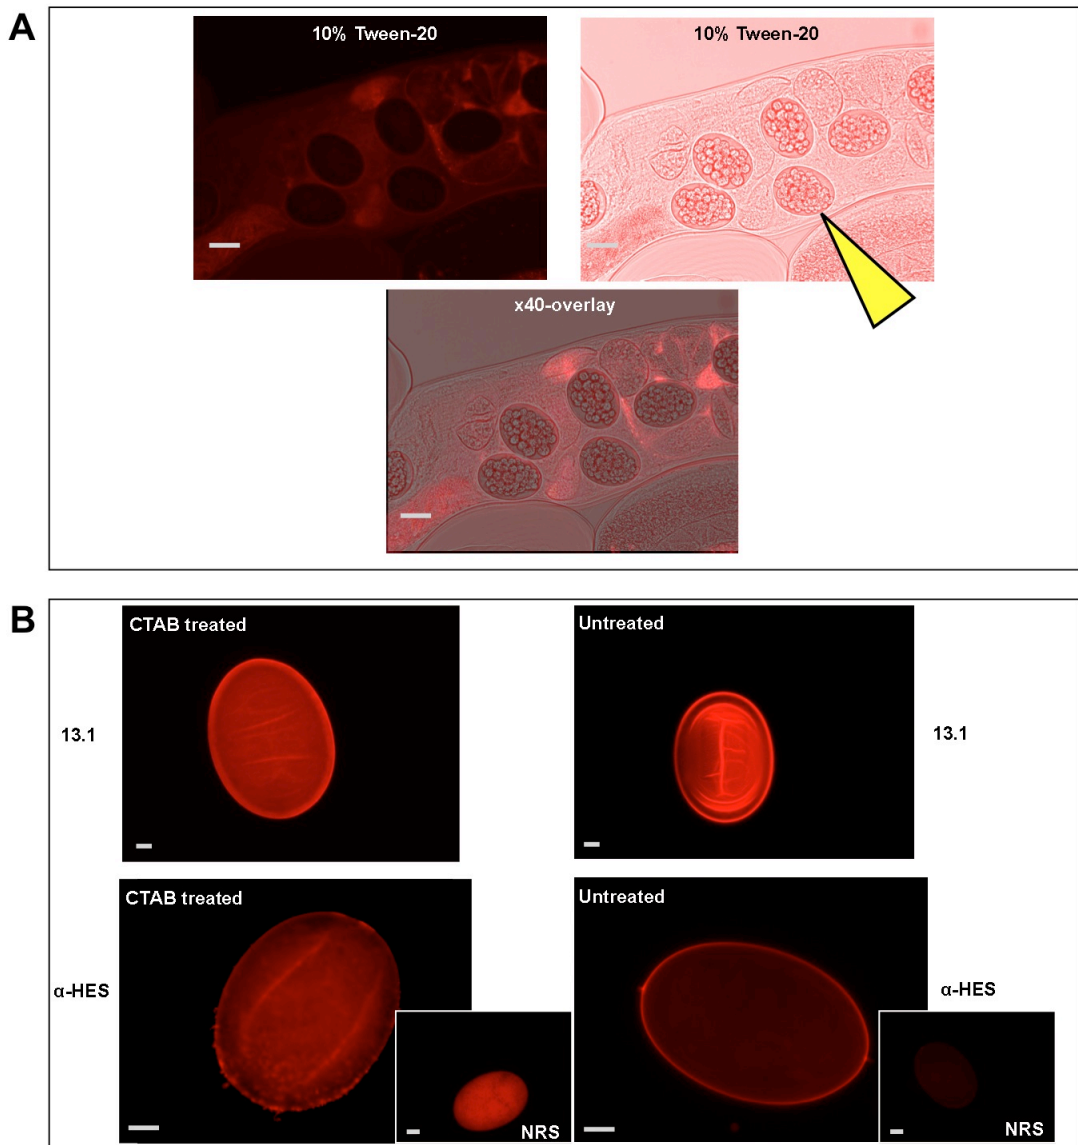 A
10% Tween-20
10% Tween-20
x40-overlay
B
CTAB treated
Untreated
13.1
13.1
CTAB treated
Untreated
α-HES
α-HES
NRS
NRS